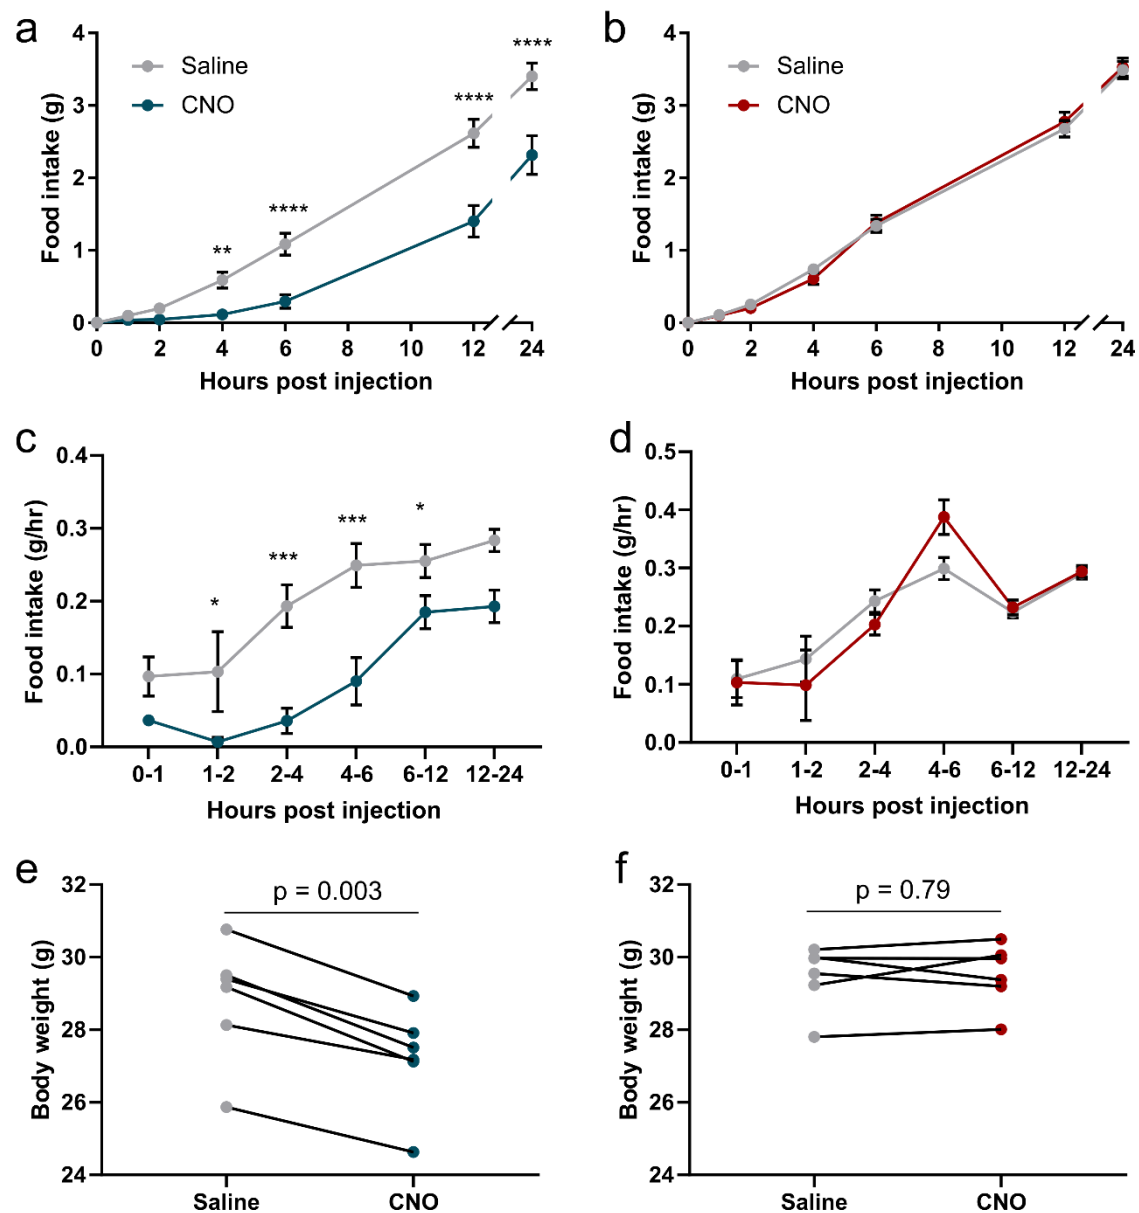 a
4
3
2
1
0
Food intake (g)
Saline
CNO
**
****
****
****
0 2 4 6 8 10 12 24
Hours post injection
b
4
3
2
1
0
Food intake (g)
Saline
CNO
0 2 4 6 8 10 12 24
Hours post injection
c
0.4
0.3
0.2
0.1
0.0
Food intake (g/hr)
*
***
***
*
0-1 1-2 2-4 4-6 6-12 12-24
Hours post injection
d
0.5
0.4
0.3
0.2
0.1
0.0
Food intake (g/hr)
0-1 1-2 2-4 4-6 6-12 12-24
Hours post injection
e
32
30
28
26
24
Body weight (g)
p = 0.003
Saline CNO
f
32
30
28
26
24
Body weight (g)
p = 0.79
Saline CNO